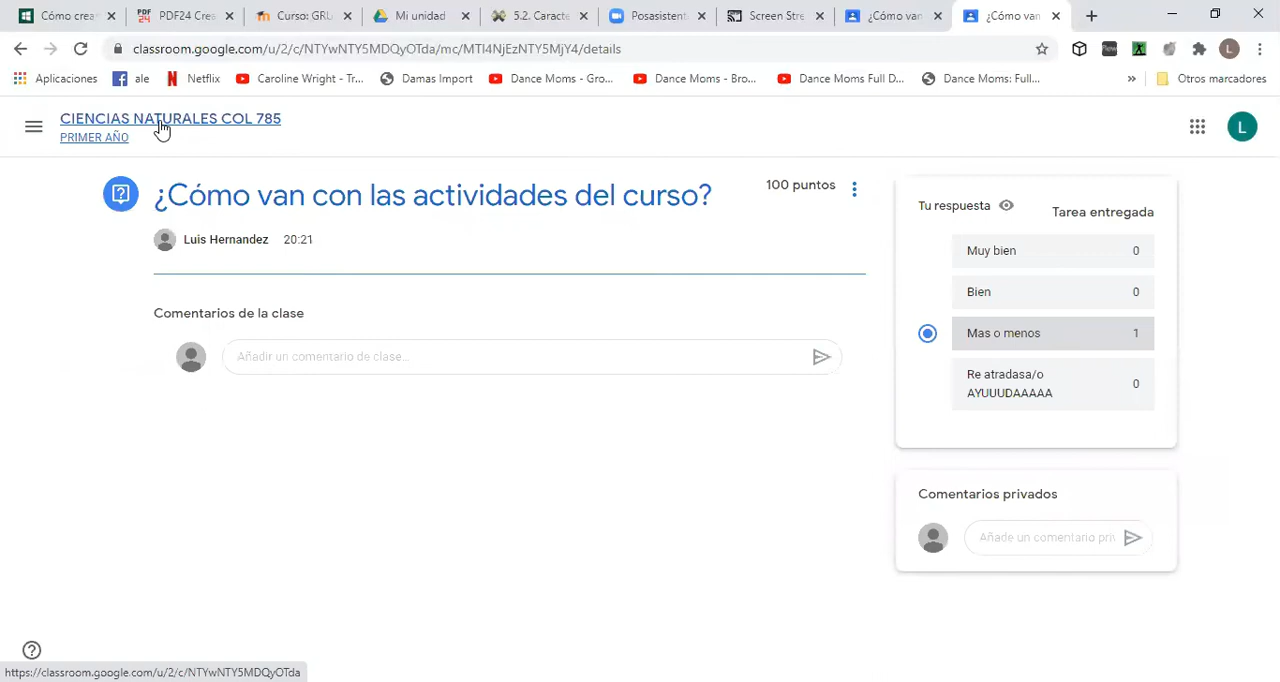 Cómo crea
PDF24 Crea
Curso: GRU
Mi unidad
5.2. Caracte
Posasistent
Screen Stre
¿Cómo van
¿Cómo van
classroom.google.com/u/2/c/NTYwNTY5MDQyOTda/mc/MTI4NjEzNTY5MjY4/details
L
Aplicaciones
ale
Netflix
Caroline Wright - Tr...
Damas Import
Dance Moms - Gro...
Dance Moms - Bro...
Dance Moms Full D...
Dance Moms: Full...
»
Otros marcadores
CIENCIAS NATURALES COL 785
PRIMER AÑO
L
¿Cómo van con las actividades del curso?
100 puntos
Luis Hernandez 20:21
Comentarios de la clase
Añadir un comentario de clase...
Tu respuesta
Tarea entregada
Muy bien 0
Bien 0
Mas o menos 1
Re atradasa/o
AYUUUDAAAAA 0
Comentarios privados
Añade un comentario priv
https://classroom.google.com/u/2/c/NTYwNTY5MDQyOTda